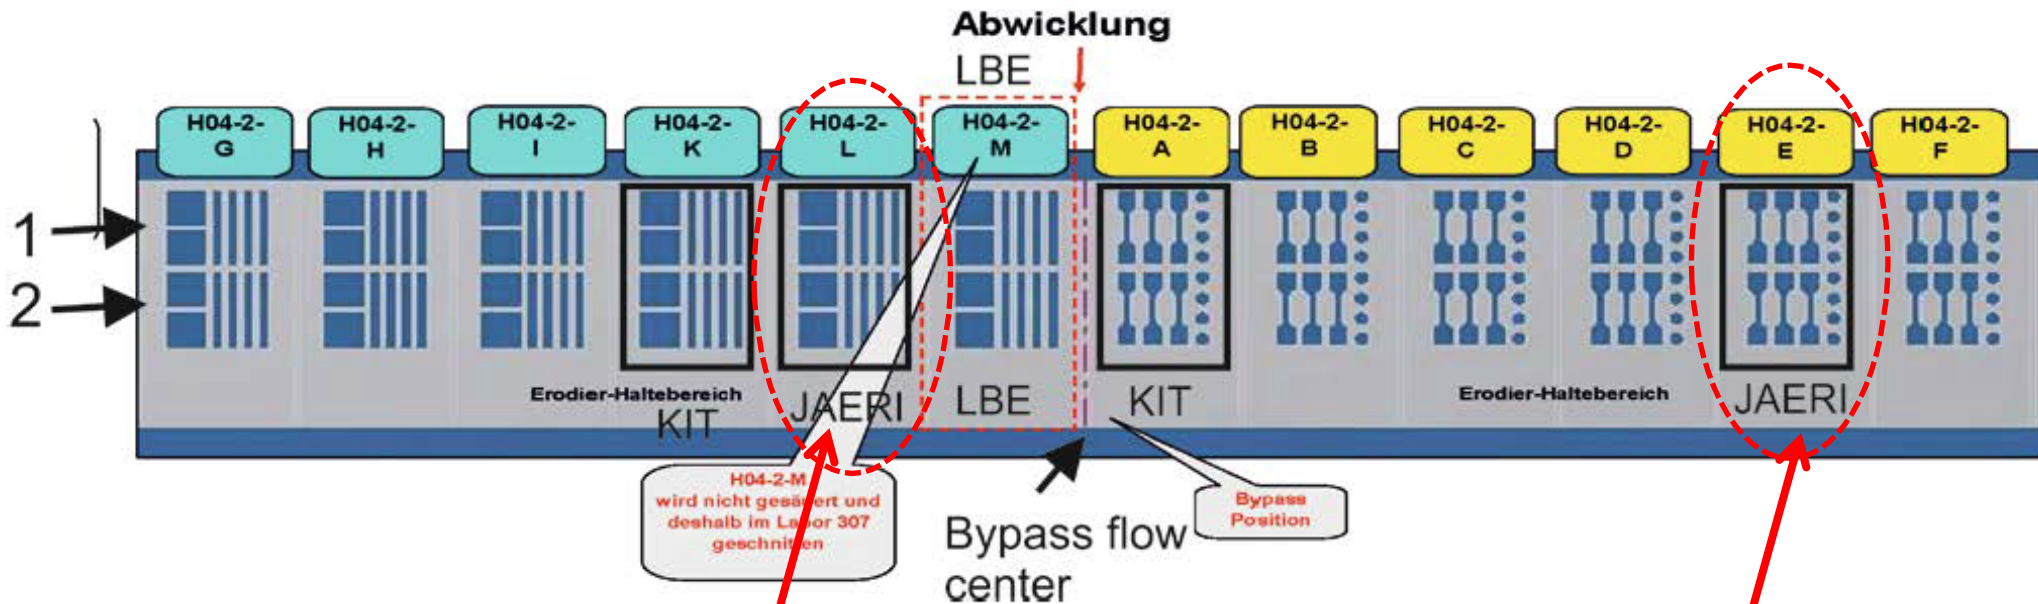 Abwicklung
LBE
H04-2-
G
H04-2-
H
H04-2-
I
H04-2-
K
H04-2-
L
H04-2-
M
H04-2-
A
H04-2-
B
H04-2-
C
H04-2-
D
H04-2-
E
H04-2-
F
1
2
Erodier-Haltebereich
KIT
JAERI
LBE
KIT
Erodier-Haltebereich
JAERI
H04-2-M
wird nicht gesäuert und
deshalb im Labor 307
geschnitten
Bypass
Position
Bypass flow
center